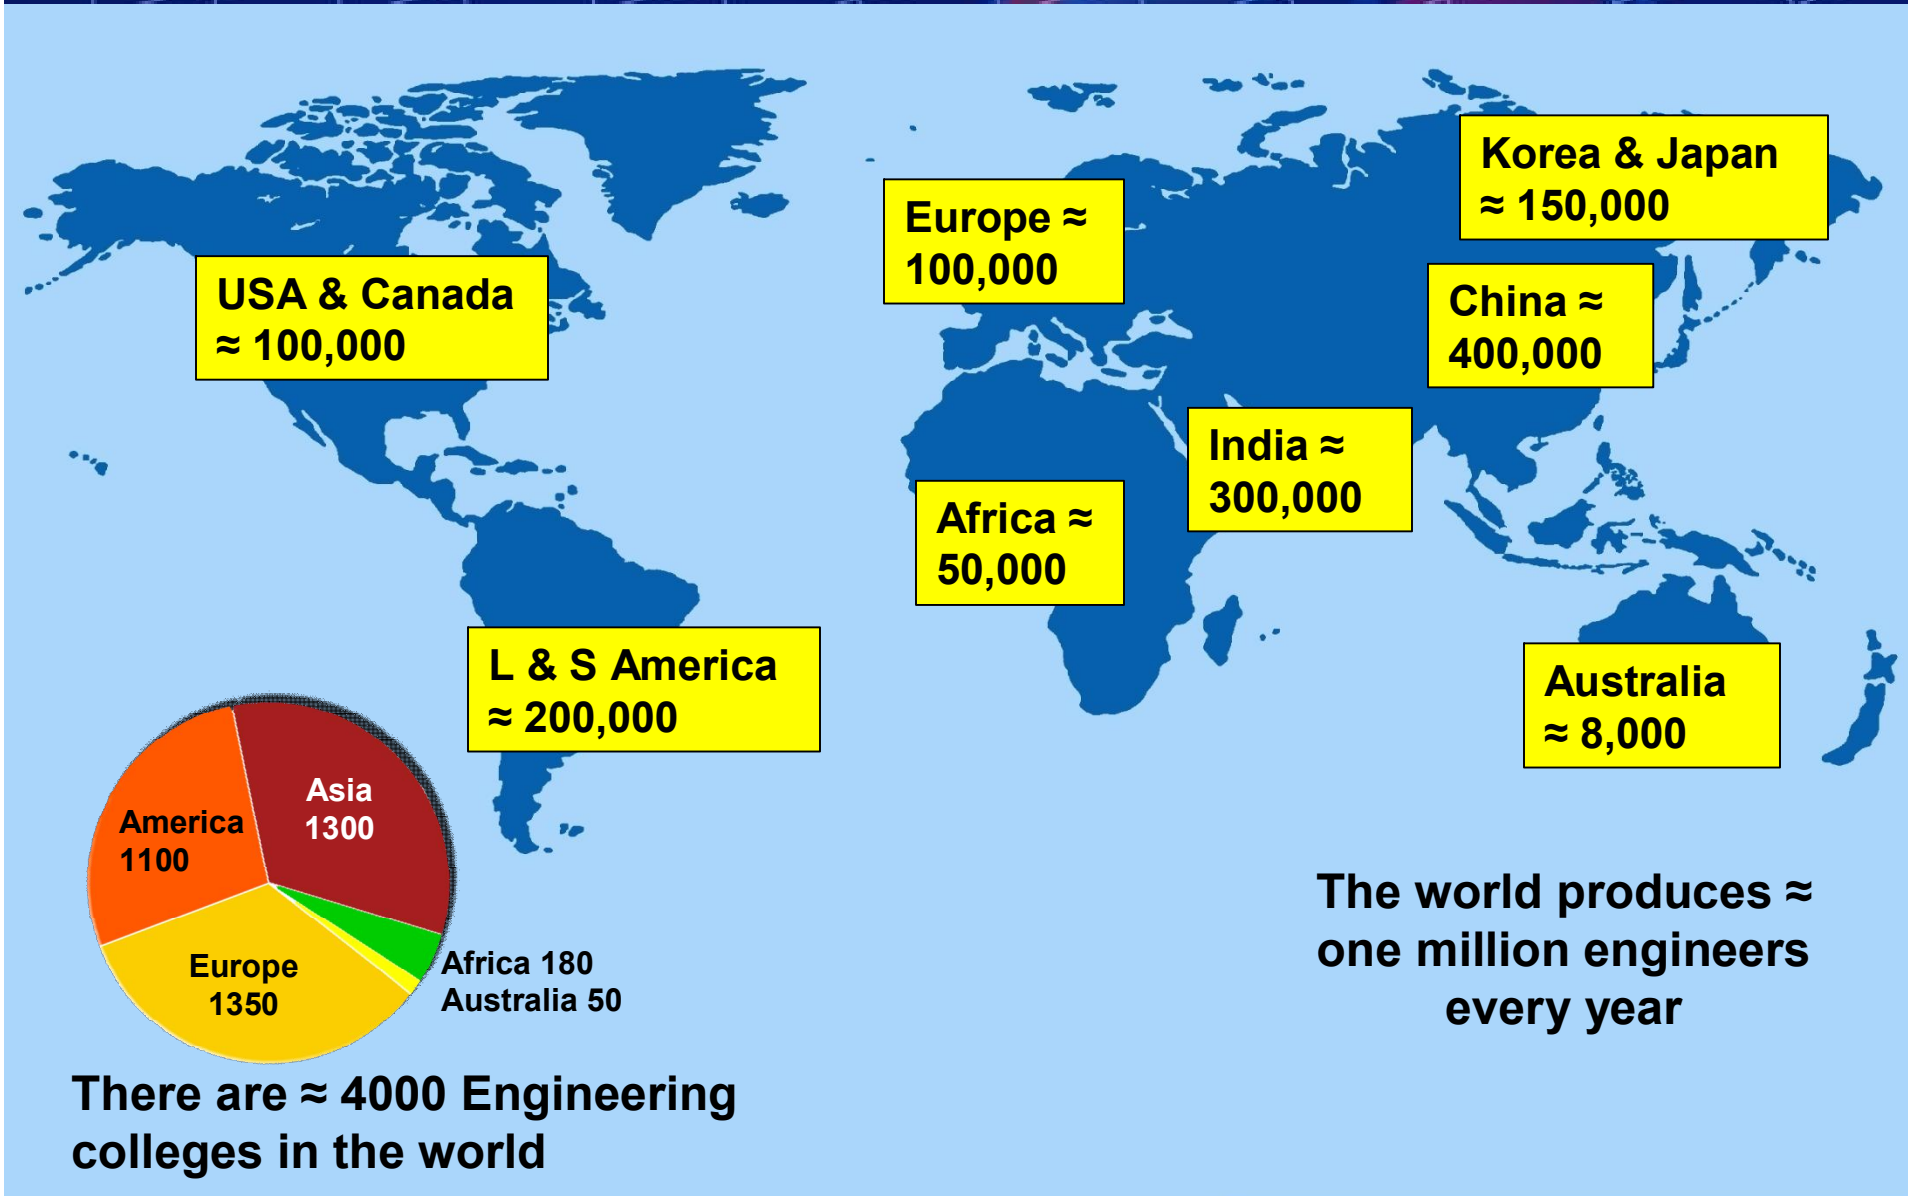 Korea & Japan
≈ 150,000
Europe ≈
100,000
USA & Canada
≈ 100,000
China ≈
400,000
India ≈
300,000
Africa ≈
50,000
L & S America
≈ 200,000
Australia
≈ 8,000
Asia
1300
America
1100
Europe
1350
Africa 180
Australia 50
The world produces ≈
one million engineers
every year
There are ≈ 4000 Engineering
colleges in the world